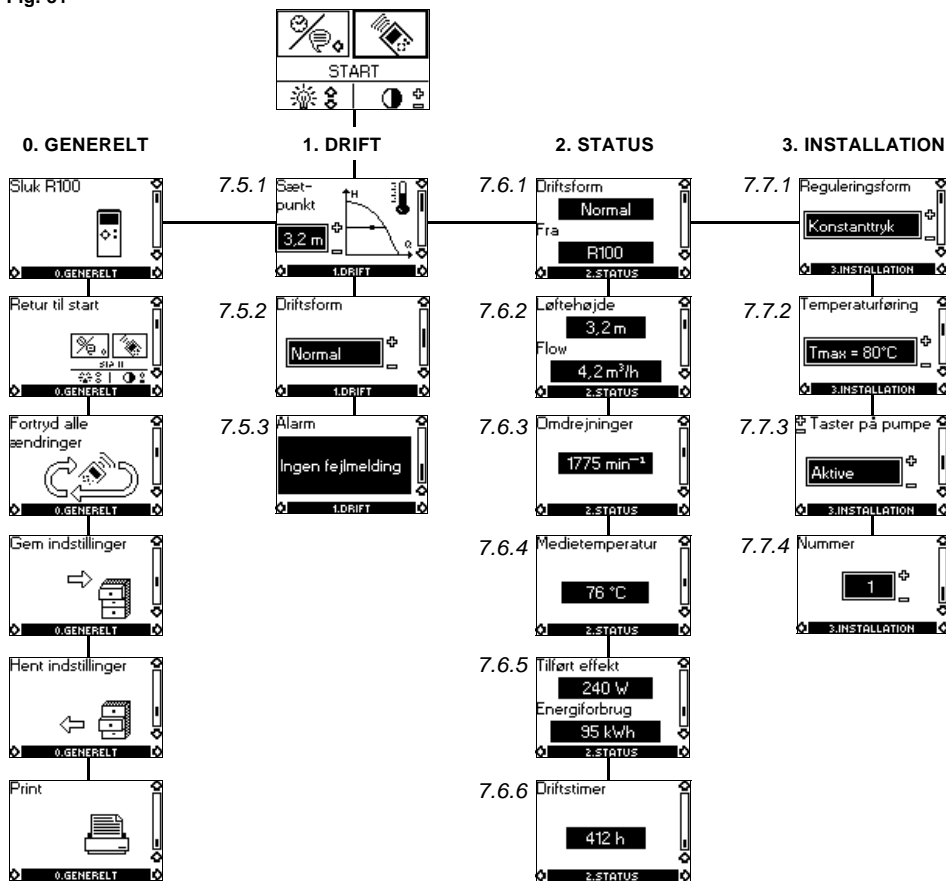 START
0. GENERELT
1. DRIFT
2. STATUS
3. INSTALLATION
Sluk R100
0.GENERELT
Retur til start
START
0.GENERELT
Fortryd alle
ændringer
0.GENERELT
Gem indstillinger
0.GENERELT
Hent indstillinger
0.GENERELT
Print
0.GENERELT
7.5.1
Sæt-
punkt
H
3,2 m
Q
1.DRIFT
7.5.2
Driftsform
Normal
1.DRIFT
7.5.3
Alarm
Ingen fejlmelding
1.DRIFT
7.6.1
Driftsform
Normal
Fra
R100
2.STATUS
7.6.2
Løftehøjde
3,2 m
Flow
4,2 m³/h
2.STATUS
7.6.3
Omdrejninger
1775 min⁻¹
2.STATUS
7.6.4
Medietemperatur
76 °C
2.STATUS
7.6.5
Tilført effekt
240 W
Energiforbrug
95 kWh
2.STATUS
7.6.6
Driftstimer
412 h
2.STATUS
7.7.1
Reguleringsform
Konstanttryk
3.INSTALLATION
7.7.2
Temperaturføring
Tmax = 80°C
3.INSTALLATION
7.7.3
Taster på pumpe
Aktive
3.INSTALLATION
7.7.4
Nummer
1
3.INSTALLATION